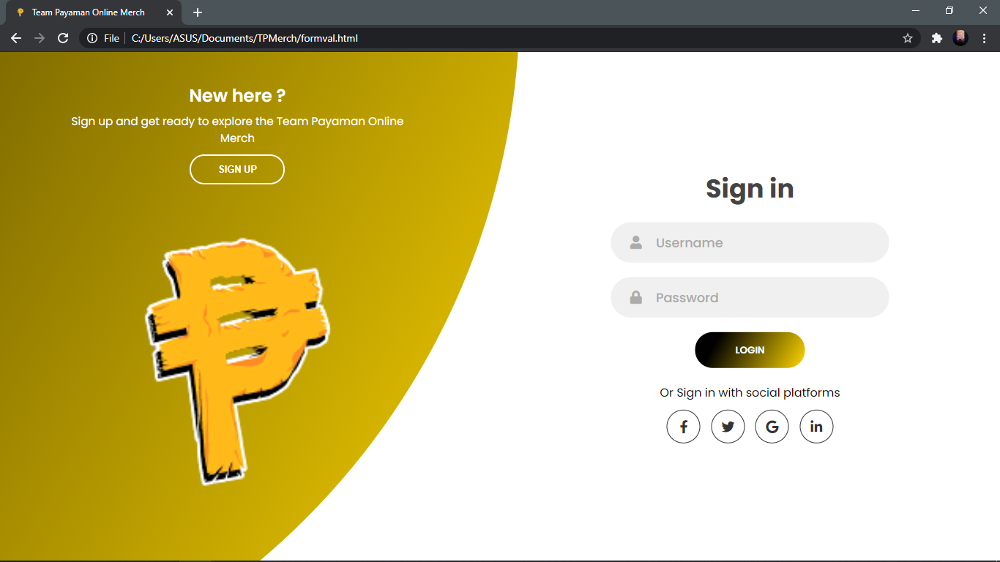 Team Payaman Online Merch
File
C:/Users/ASUS/Documents/TPMerch/formval.html
New here ?
Sign up and get ready to explore the Team Payaman Online
Merch
SIGN UP
Sign in
Username
Password
LOGIN
Or Sign in with social platforms